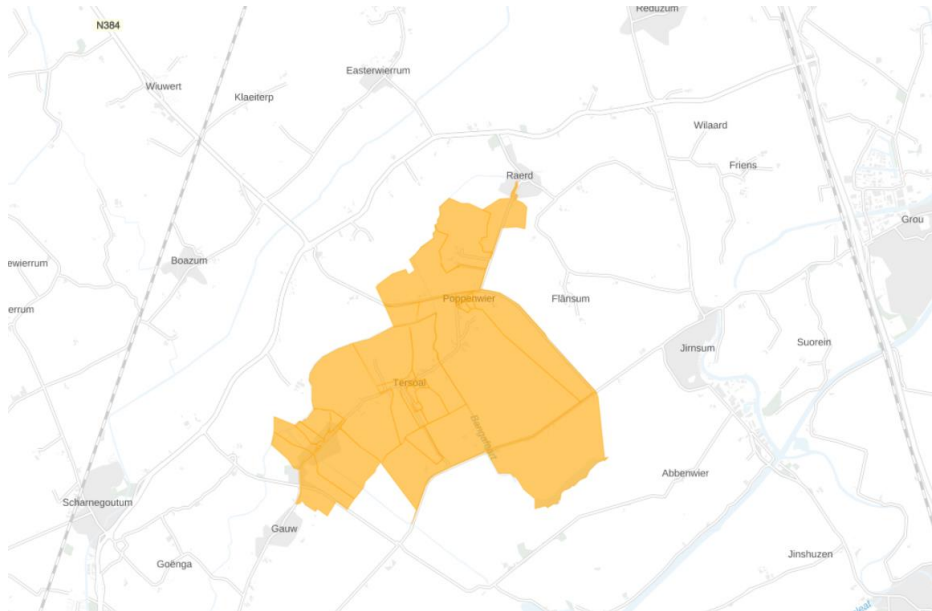 Reduzum
N384
Easterwierrum
Wiuwert
Klaeiterp
Wilaard
Friens
Raerd
Grou
Boazum
ewierrum
Poppenwier
Flânsum
errum
Suorein
Jirnsum
Tersoal
Abbenwier
Scharnegoutum
Gauw
Jinshuzen
Goënga